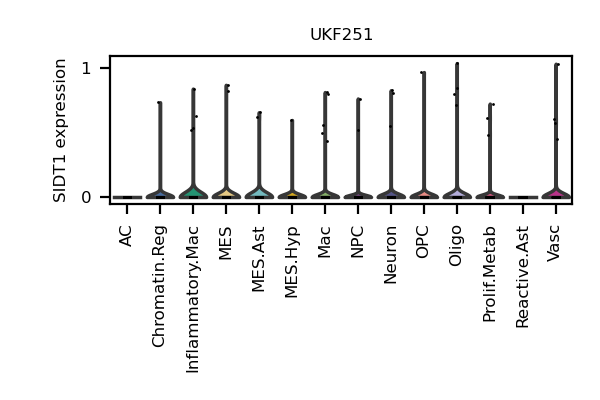 UKF251
SIDT1 expression
1
0
AC
Chromatin.Reg
Inflammatory.Mac
MES
MES.Ast
MES.Hyp
Mac
NPC
Neuron
OPC
Oligo
Prolif.Metab
Reactive.Ast
Vasc